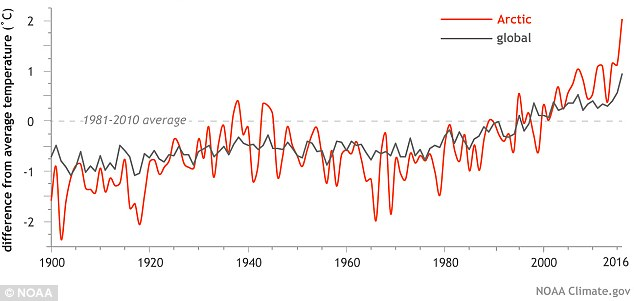 difference from average temperature (˚C)
2
1
0
-1
-2
Arctic
global
1981-2010 average
1900
1920
1940
1960
1980
2000
2016
© NOAA
NOAA Climate.gov